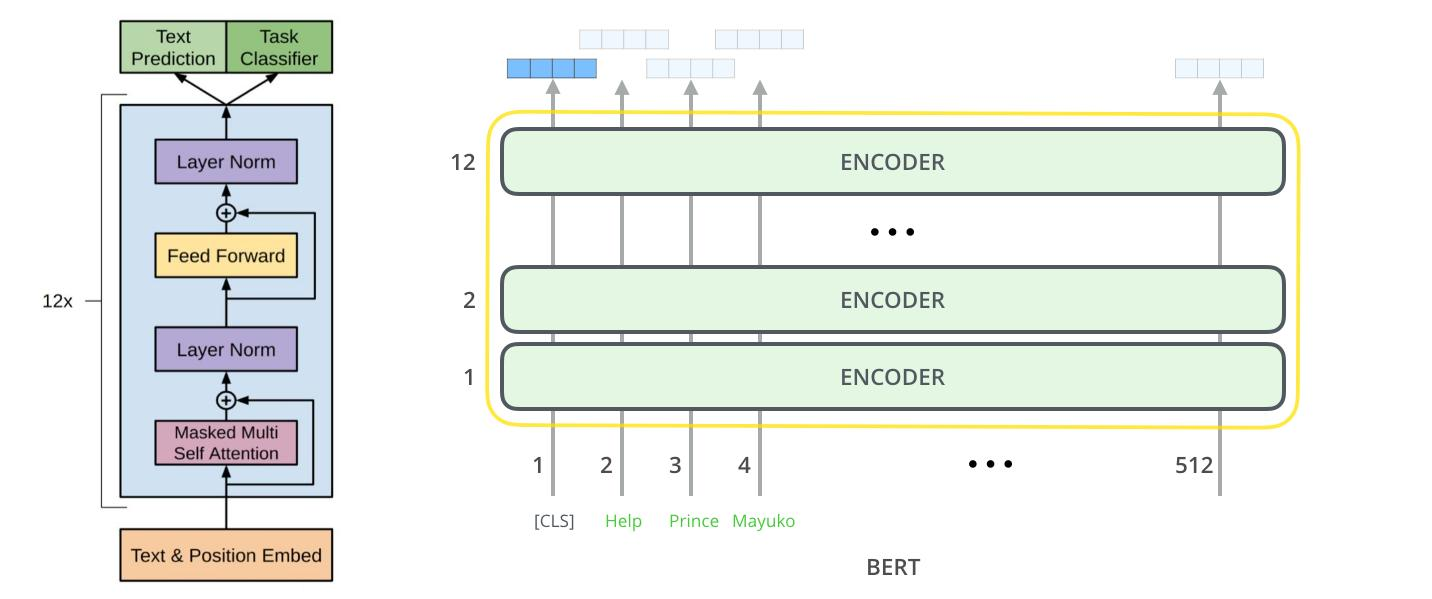 Text
Prediction
Task
Classifier
Layer Norm
+
Feed Forward
12x
Layer Norm
+
Masked Multi
Self Attention
Text & Position Embed
12 ENCODER
...
2 ENCODER
1 ENCODER
1 2 3 4 ... 512
[CLS] Help Prince Mayuko
BERT